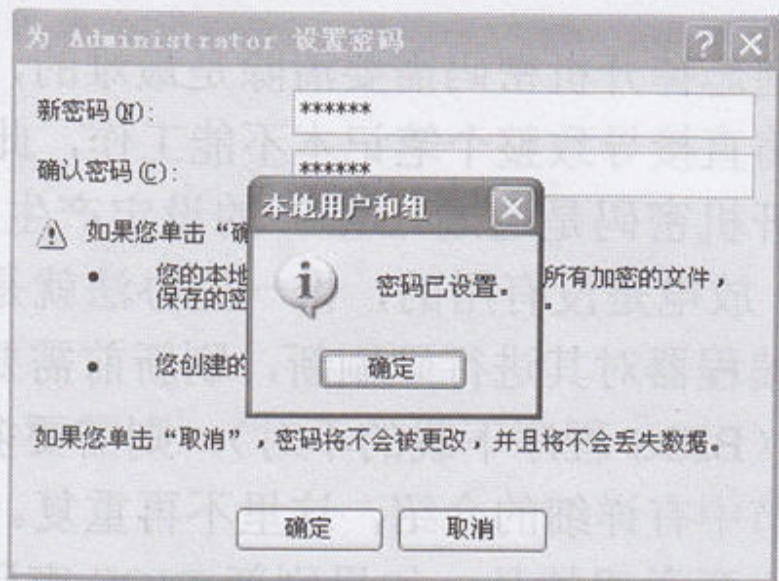 为 Administrator 设置密码
新密码(N):
******
确认密码(C):
******
本地用户和组
如果您单击“确
密码已设置。
您的本地
所有加密的文件，
保存的密
。
您创建的
确定
如果您单击“取消”，密码将不会被更改，并且将不会丢失数据。
确定
取消